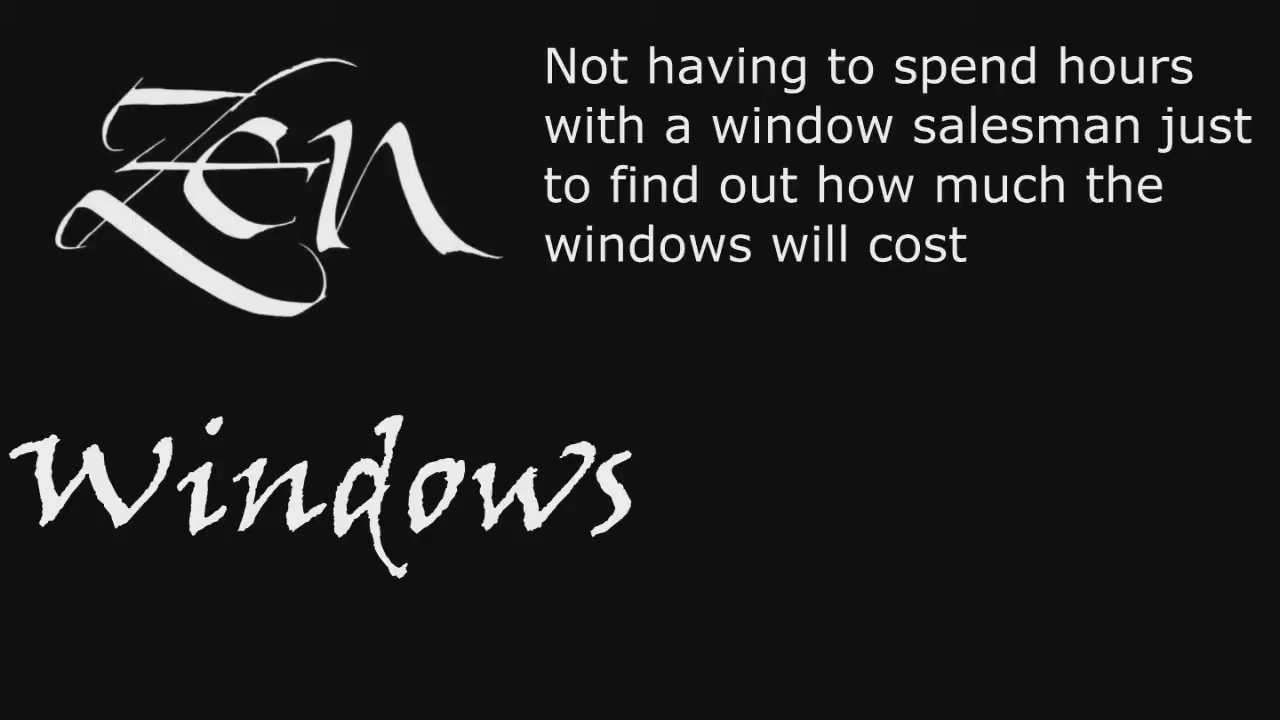 Zen
Not having to spend hours
with a window salesman just
to find out how much the
windows will cost
Windows